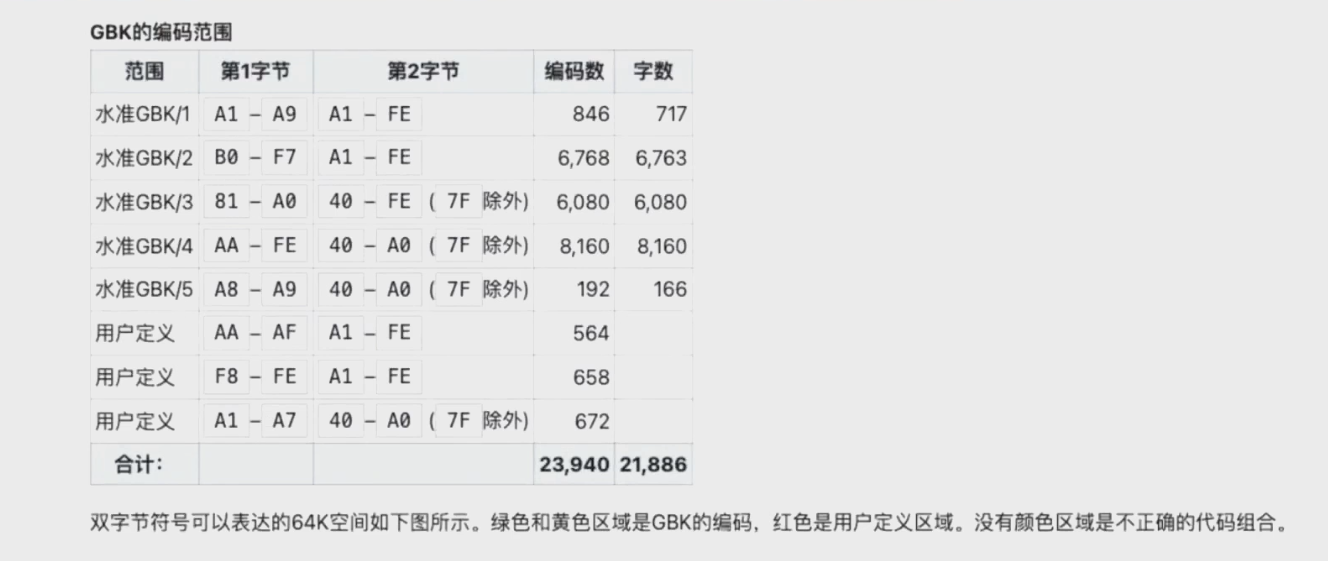 GBK的编码范围
范围 第1字节 第2字节 编码数 字数
水准GBK/1 A1 – A9 A1 – FE 846 717
水准GBK/2 B0 – F7 A1 – FE 6,768 6,763
水准GBK/3 81 – A0 40 – FE ( 7F 除外) 6,080 6,080
水准GBK/4 AA – FE 40 – A0 ( 7F 除外) 8,160 8,160
水准GBK/5 A8 – A9 40 – A0 ( 7F 除外) 192 166
用户定义 AA – AF A1 – FE 564
用户定义 F8 – FE A1 – FE 658
用户定义 A1 – A7 40 – A0 ( 7F 除外) 672
合计： 23,940 21,886
双字节符号可以表达的64K空间如下图所示。绿色和黄色区域是GBK的编码，红色是用户定义区域。没有颜色区域是不正确的代码组合。